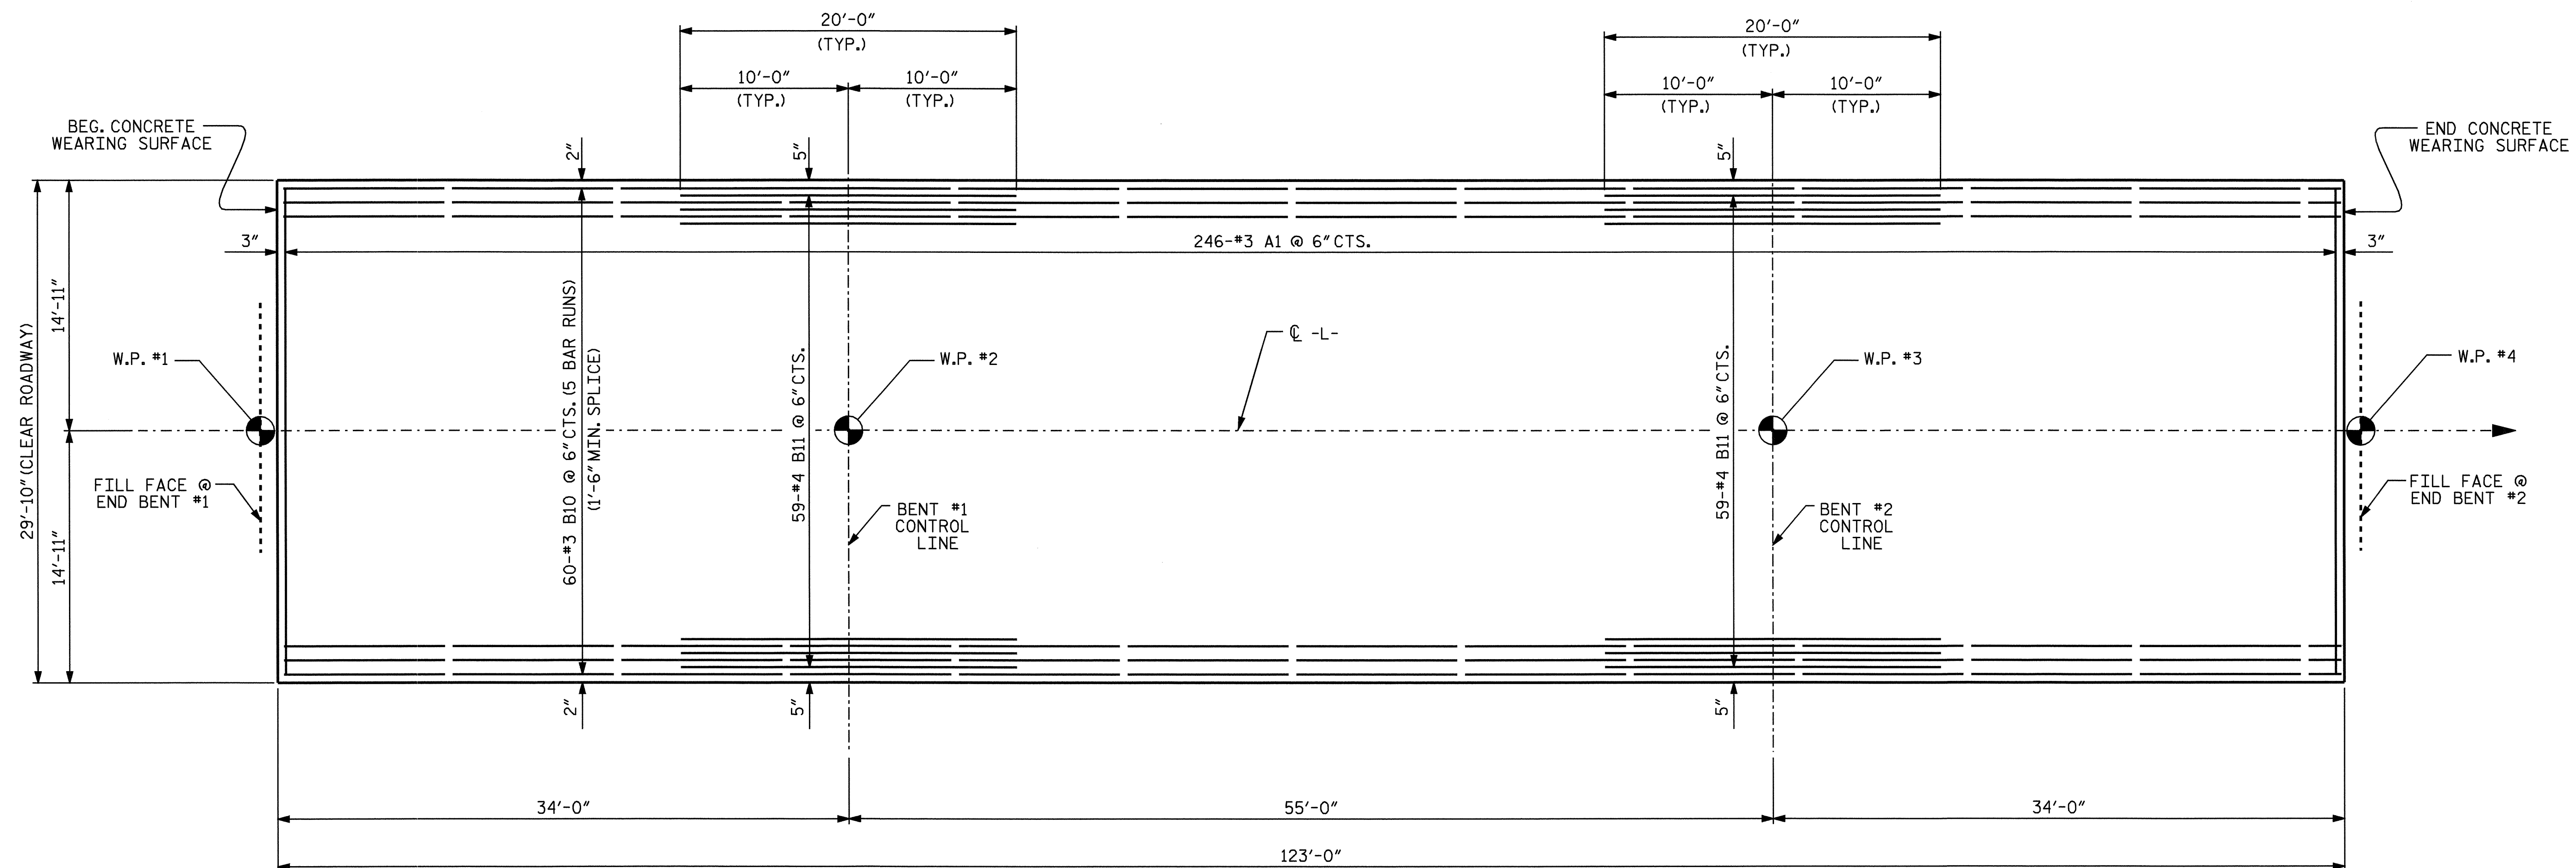 20'-0"
(TYP.)
10'-0"
(TYP.)
10'-0"
(TYP.)
20'-0"
(TYP.)
10'-0"
(TYP.)
10'-0"
(TYP.)
BEG. CONCRETE
WEARING SURFACE
END CONCRETE
WEARING SURFACE
2"
5"
5"
3"
246-#3 A1 @ 6" CTS.
3"
29'-10" (CLEAR ROADWAY)
14'-11"
14'-11"
60-#3 B10 @ 6" CTS. (5 BAR RUNS)
(1'-6" MIN. SPLICE)
59-#4 B11 @ 6" CTS.
59-#4 B11 @ 6" CTS.
℄ -L-
W.P. #1
W.P. #2
W.P. #3
W.P. #4
FILL FACE @
END BENT #1
BENT #1
CONTROL
LINE
BENT #2
CONTROL
LINE
FILL FACE @
END BENT #2
2"
5"
5"
34'-0"
55'-0"
34'-0"
123'-0"